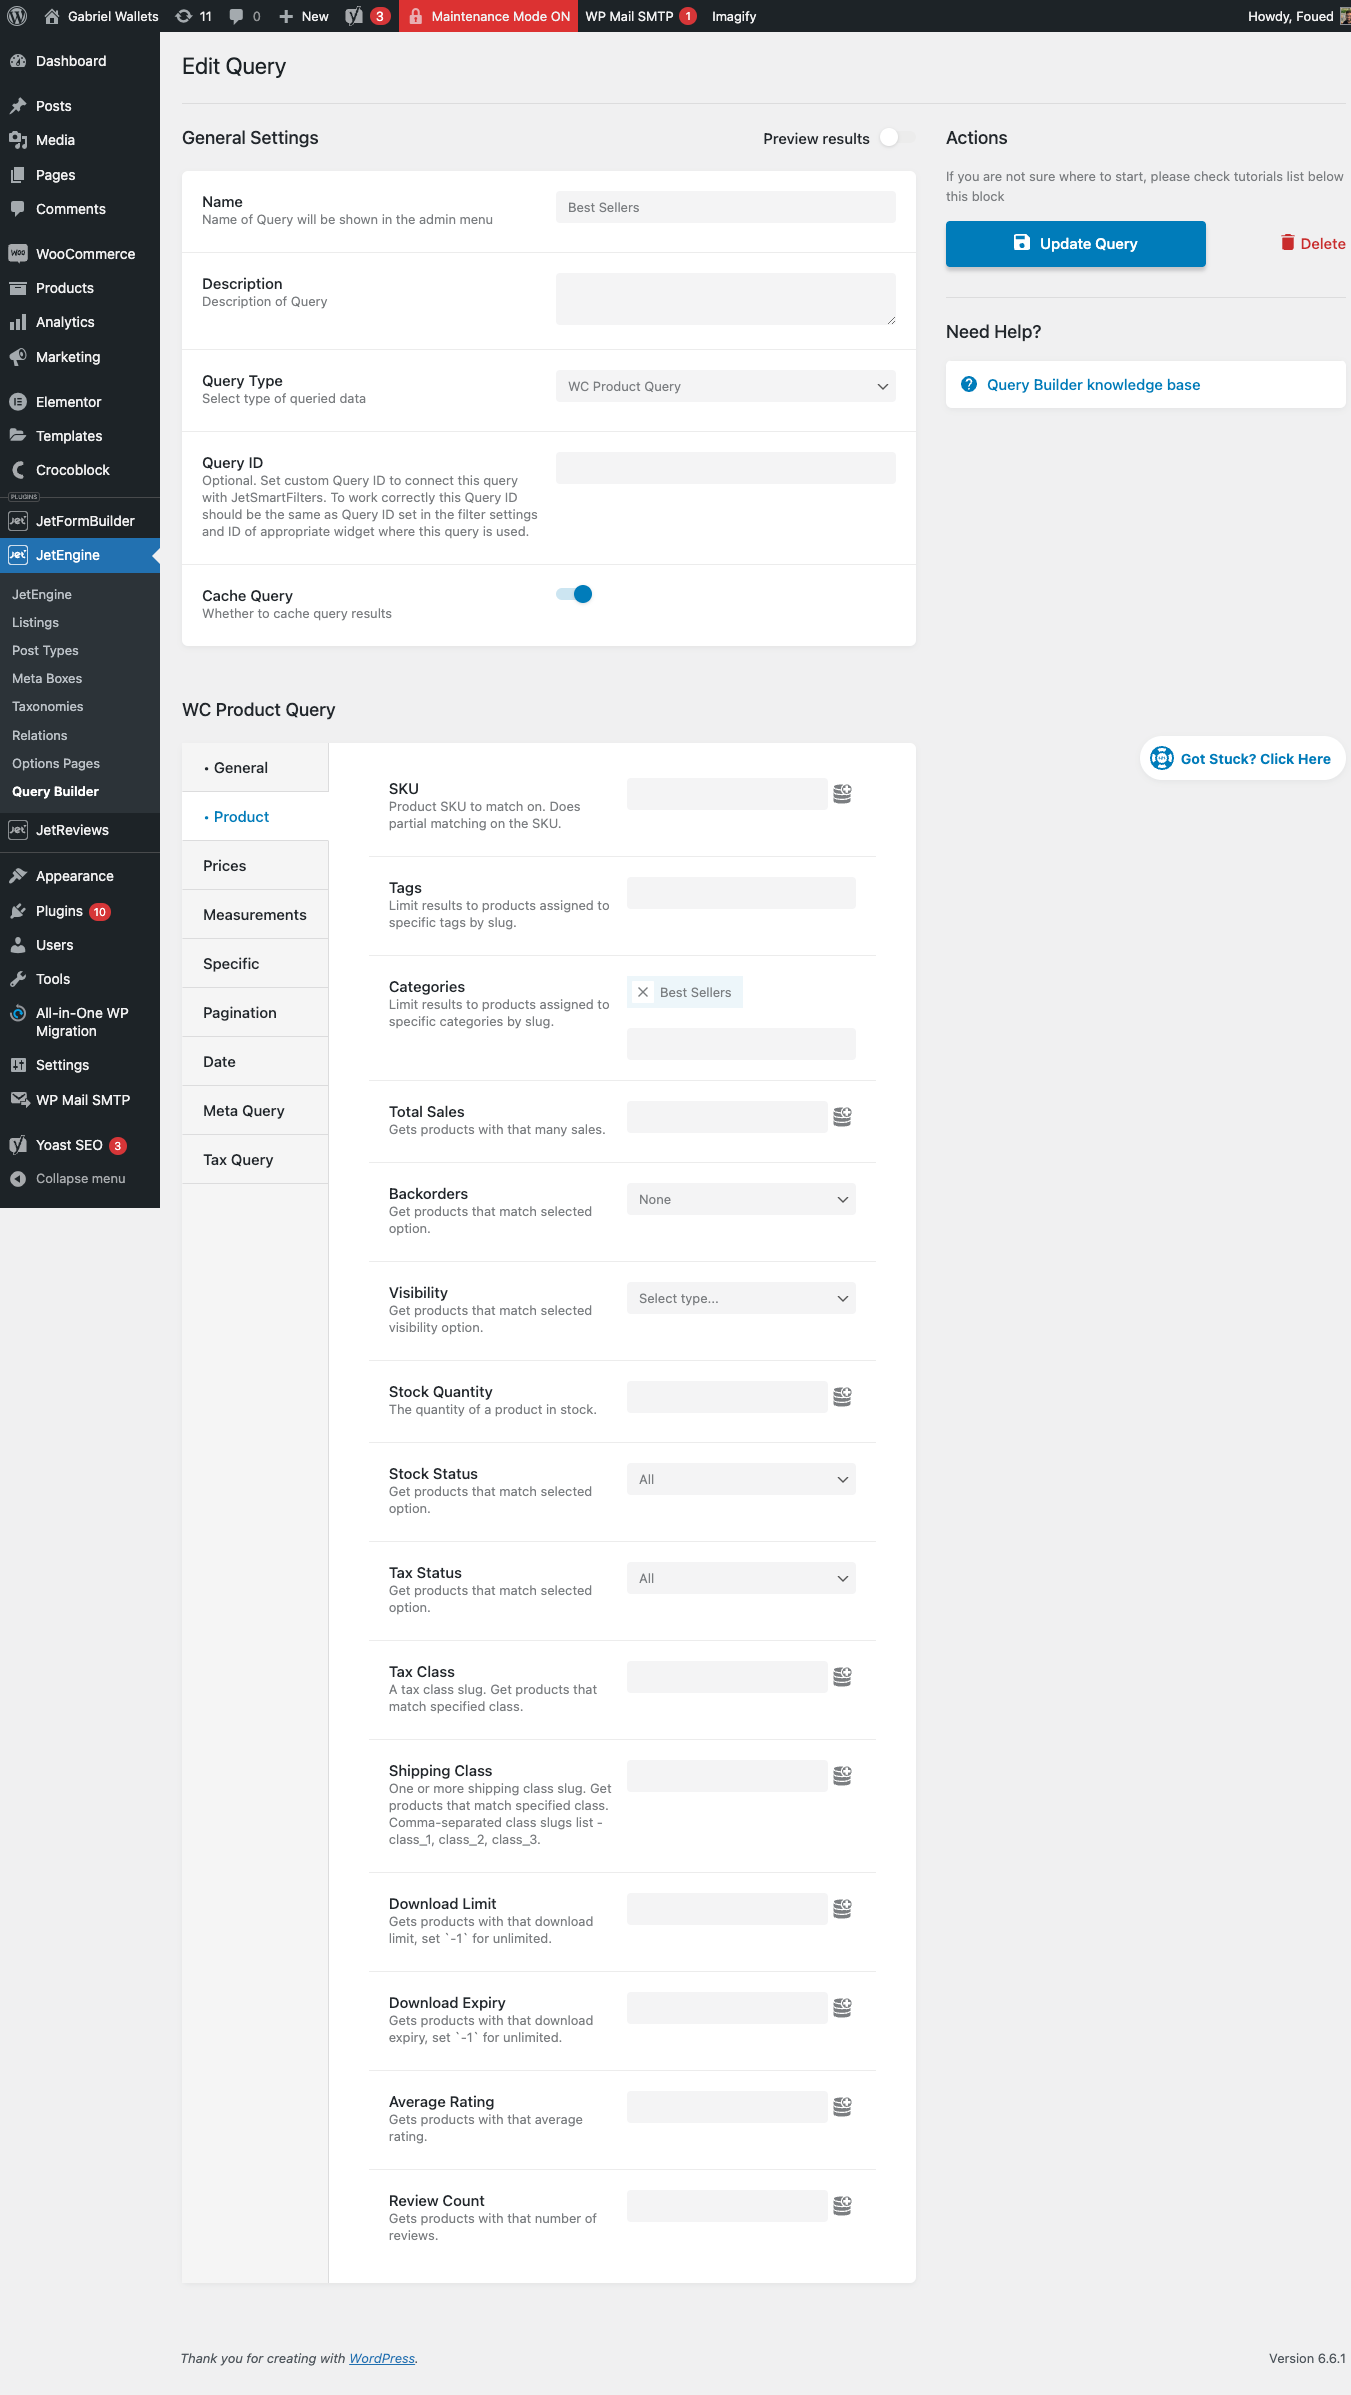 Gabriel Wallets 11 0 New 3 Maintenance Mode ON WP Mail SMTP 1 Imagify Howdy, Foued
Dashboard
Posts
Media
Pages
Comments
WooCommerce
Products
Analytics
Marketing
Elementor
Templates
Crocoblock
PLUGINS
JetFormBuilder
JetEngine
JetEngine
Listings
Post Types
Meta Boxes
Taxonomies
Relations
Options Pages
Query Builder
JetReviews
Appearance
Plugins 10
Users
Tools
All-in-One WP
Migration
Settings
WP Mail SMTP
Yoast SEO 3
Collapse menu
Edit Query
General Settings
Preview results
Name
Name of Query will be shown in the admin menu
Best Sellers
Description
Description of Query
Query Type
Select type of queried data
WC Product Query
Query ID
Optional. Set custom Query ID to connect this query
with JetSmartFilters. To work correctly this Query ID
should be the same as Query ID set in the filter settings
and ID of appropriate widget where this query is used.
Cache Query
Whether to cache query results
Actions
If you are not sure where to start, please check tutorials list below
this block
Update Query
Delete
Need Help?
Query Builder knowledge base
WC Product Query
• General
• Product
Prices
Measurements
Specific
Pagination
Date
Meta Query
Tax Query
SKU
Product SKU to match on. Does
partial matching on the SKU.
Tags
Limit results to products assigned to
specific tags by slug.
Categories
Limit results to products assigned to
specific categories by slug.
Best Sellers
Total Sales
Gets products with that many sales.
Backorders
Get products that match selected
option.
None
Visibility
Get products that match selected
visibility option.
Select type...
Stock Quantity
The quantity of a product in stock.
Stock Status
Get products that match selected
option.
All
Tax Status
Get products that match selected
option.
All
Tax Class
A tax class slug. Get products that
match specified class.
Shipping Class
One or more shipping class slug. Get
products that match specified class.
Comma-separated class slugs list -
class_1, class_2, class_3.
Download Limit
Gets products with that download
limit, set `-1` for unlimited.
Download Expiry
Gets products with that download
expiry, set `-1` for unlimited.
Average Rating
Gets products with that average
rating.
Review Count
Gets products with that number of
reviews.
Got Stuck? Click Here
Thank you for creating with WordPress.
Version 6.6.1